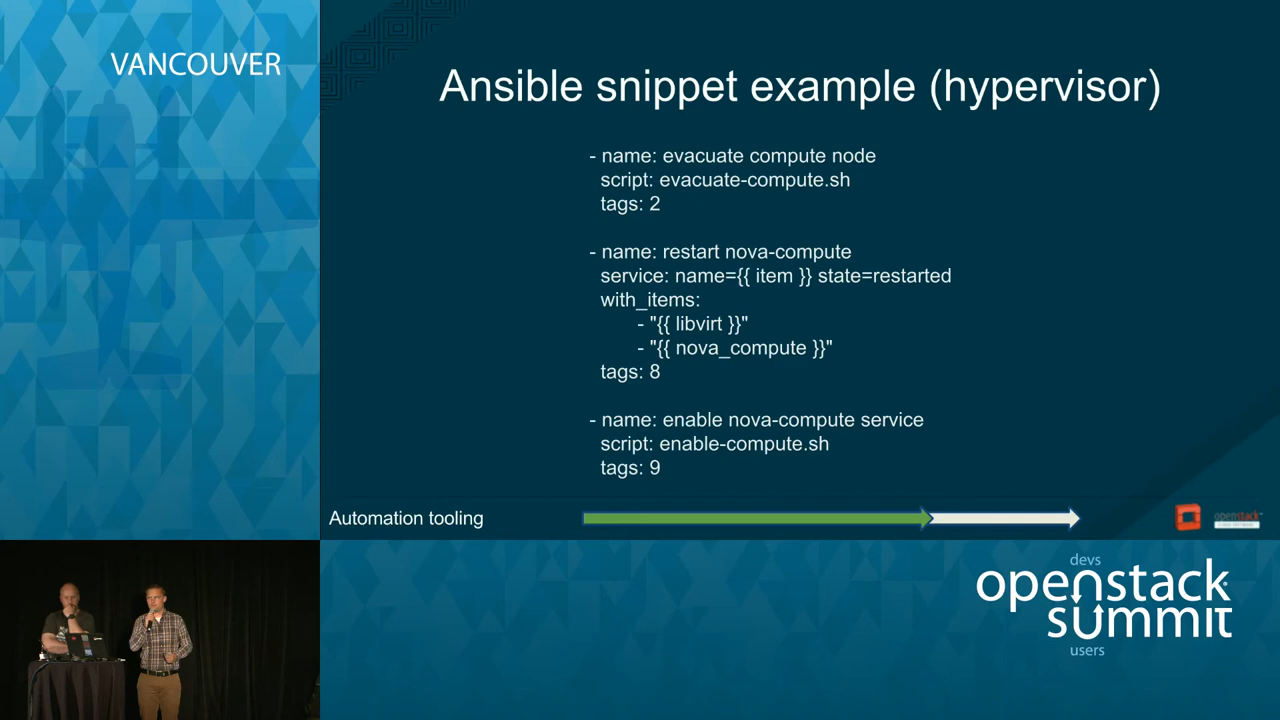 VANCOUVER
Ansible snippet example (hypervisor)
- name: evacuate compute node
script: evacuate-compute.sh
tags: 2
- name: restart nova-compute
service: name={{ item }} state=restarted
with_items:
- "{{ libvirt }}"
- "{{ nova_compute }}"
tags: 8
- name: enable nova-compute service
script: enable-compute.sh
tags: 9
Automation tooling
openstack
devs
openstack
summit
users